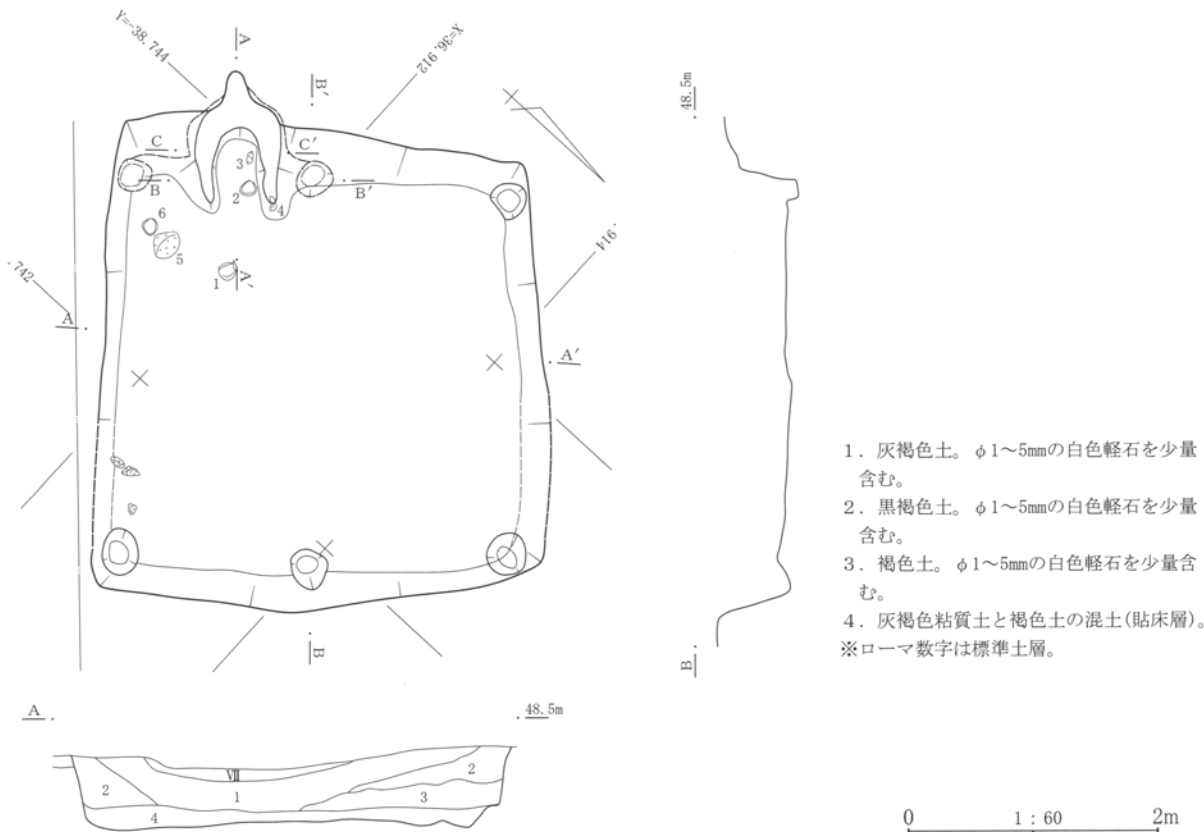 y=-38.744
A
B'
X=36.912
C
C'
3
B
B'
2
4
6
5
1
A'
.742
.914
A
A'
B
48.5m
B
1．灰褐色土。φ1～5mmの白色軽石を少量
含む。
2．黒褐色土。φ1～5mmの白色軽石を少量
含む。
3．褐色土。φ1～5mmの白色軽石を少量含
む。
4．灰褐色粘質土と褐色土の混土(貼床層)。
※ローマ数字は標準土層。
A
48.5m
2
Ⅶ
1
2
3
4
0 1：60 2m